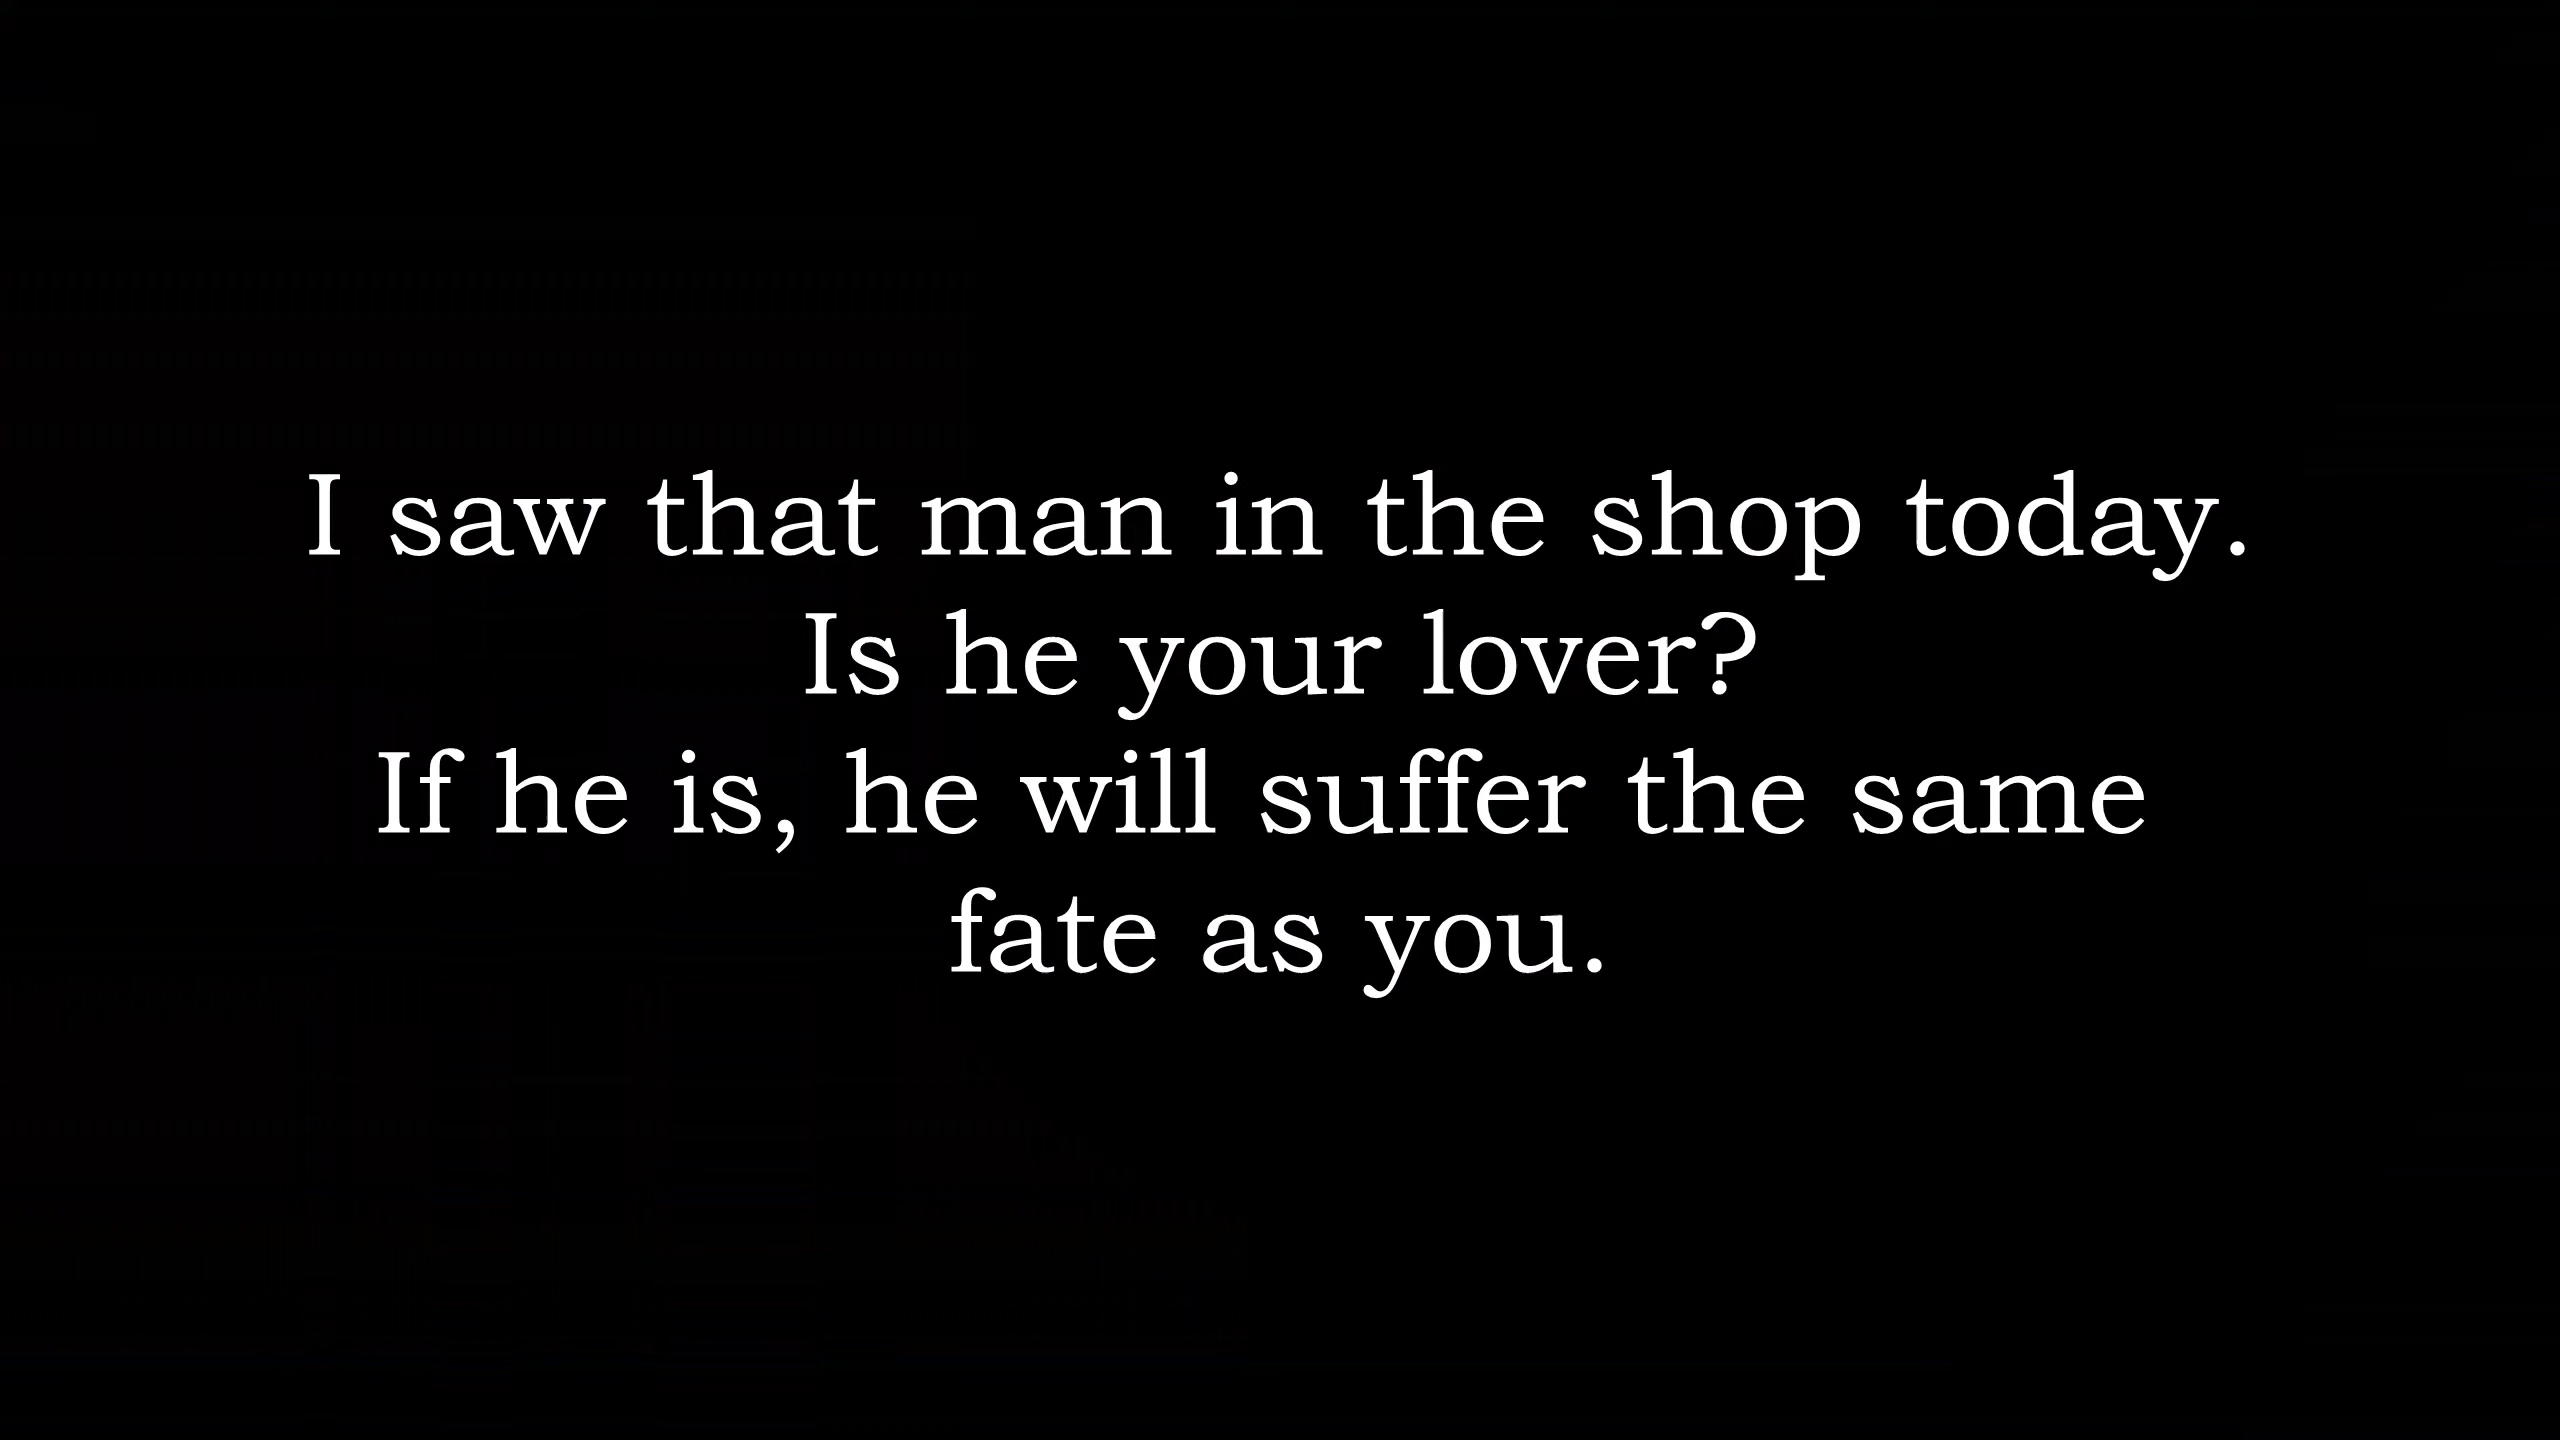 I saw that man in the shop today.
Is he your lover?
If he is, he will suffer the same
fate as you.